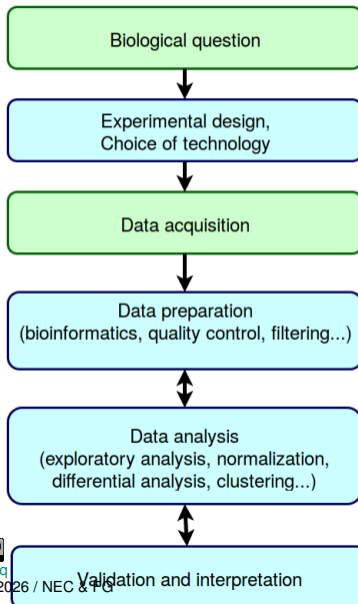 Biological question
Experimental design,
Choice of technology
Data acquisition
Data preparation
(bioinformatics, quality control, filtering...)
Data analysis
(exploratory analysis, normalization,
differential analysis, clustering...)
Validation and interpretation
q
2026 / NEC & FG